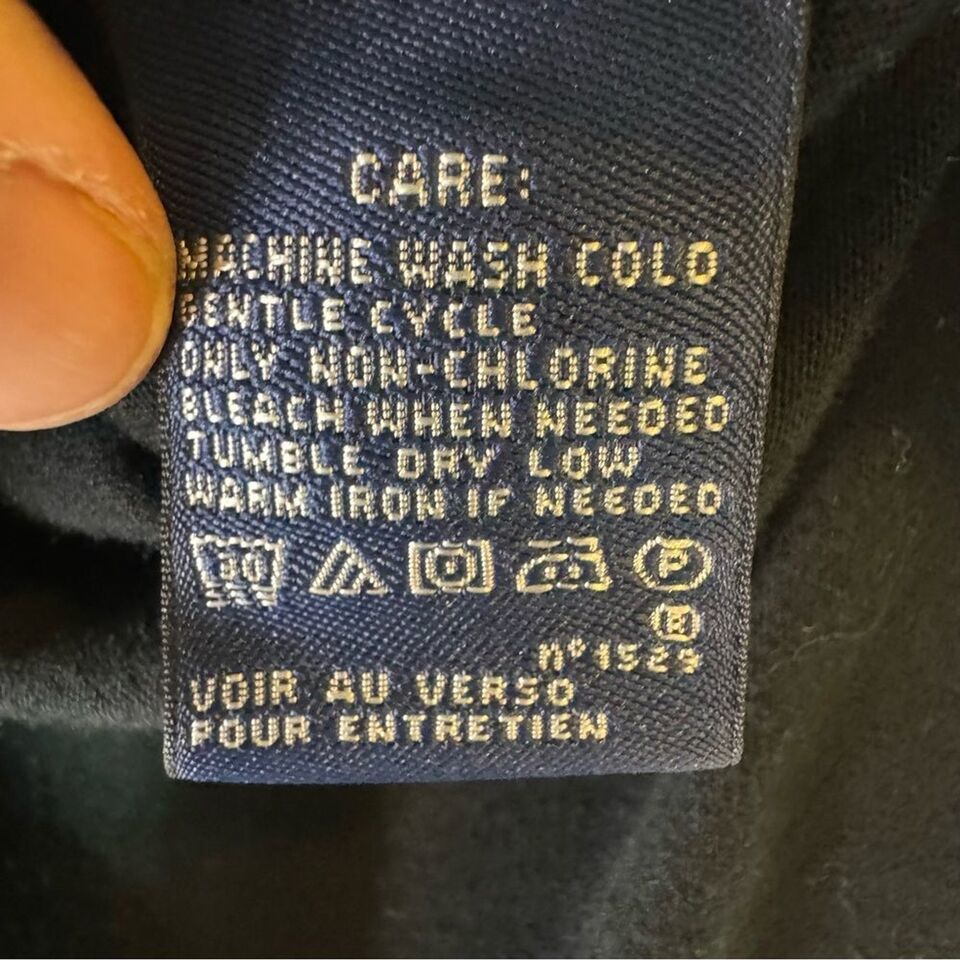 CARE:
MACHINE WASH COLD
GENTLE CYCLE
ONLY NON-CHLORINE
BLEACH WHEN NEEDED
TUMBLE DRY LOW
WARM IRON IF NEEDED
30 P
R
n° 1529
VOIR AU VERSO
POUR ENTRETIEN